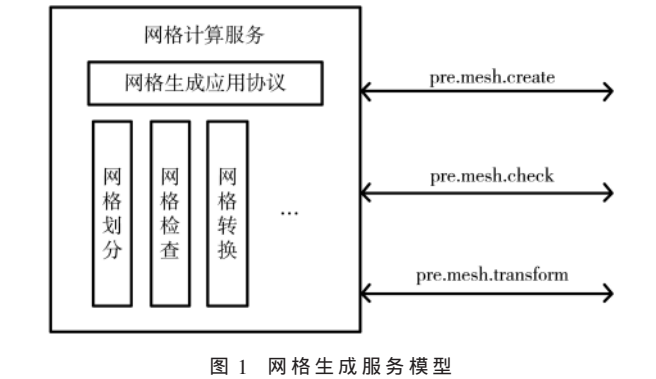 网格计算服务
网格生成应用协议
pre.mesh.create
网格划分
网格检查
网格转换
...
pre.mesh.check
pre.mesh.transform
图 1 网格生成服务模型